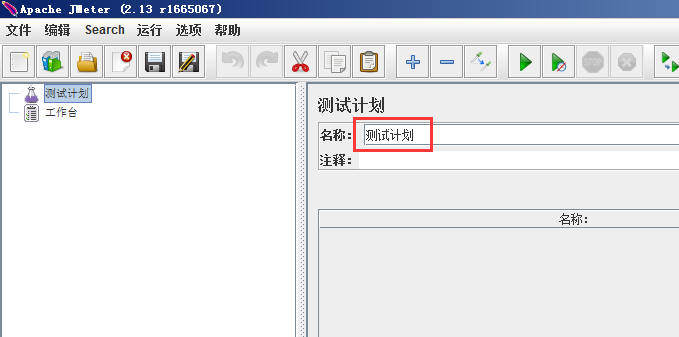 Apache JMeter (2.13 r1665067)
文件 编辑 Search 运行 选项 帮助
STOP
测试计划
工作台
测试计划
名称： 测试计划
注释：
名称：